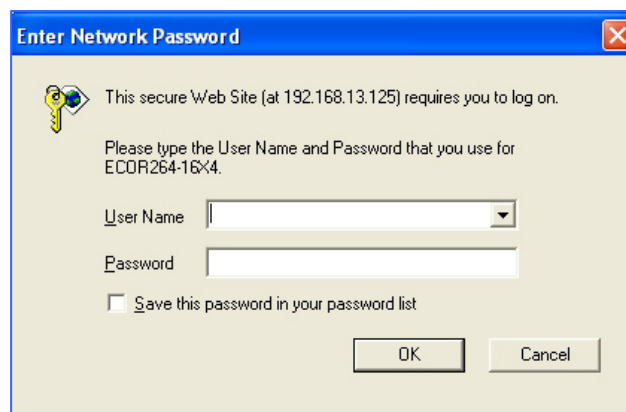 Enter Network Password
This secure Web Site (at 192.168.13.125) requires you to log on.
Please type the User Name and Password that you use for
ECOR264-16X4.
User Name
Password
Save this password in your password list
OK
Cancel